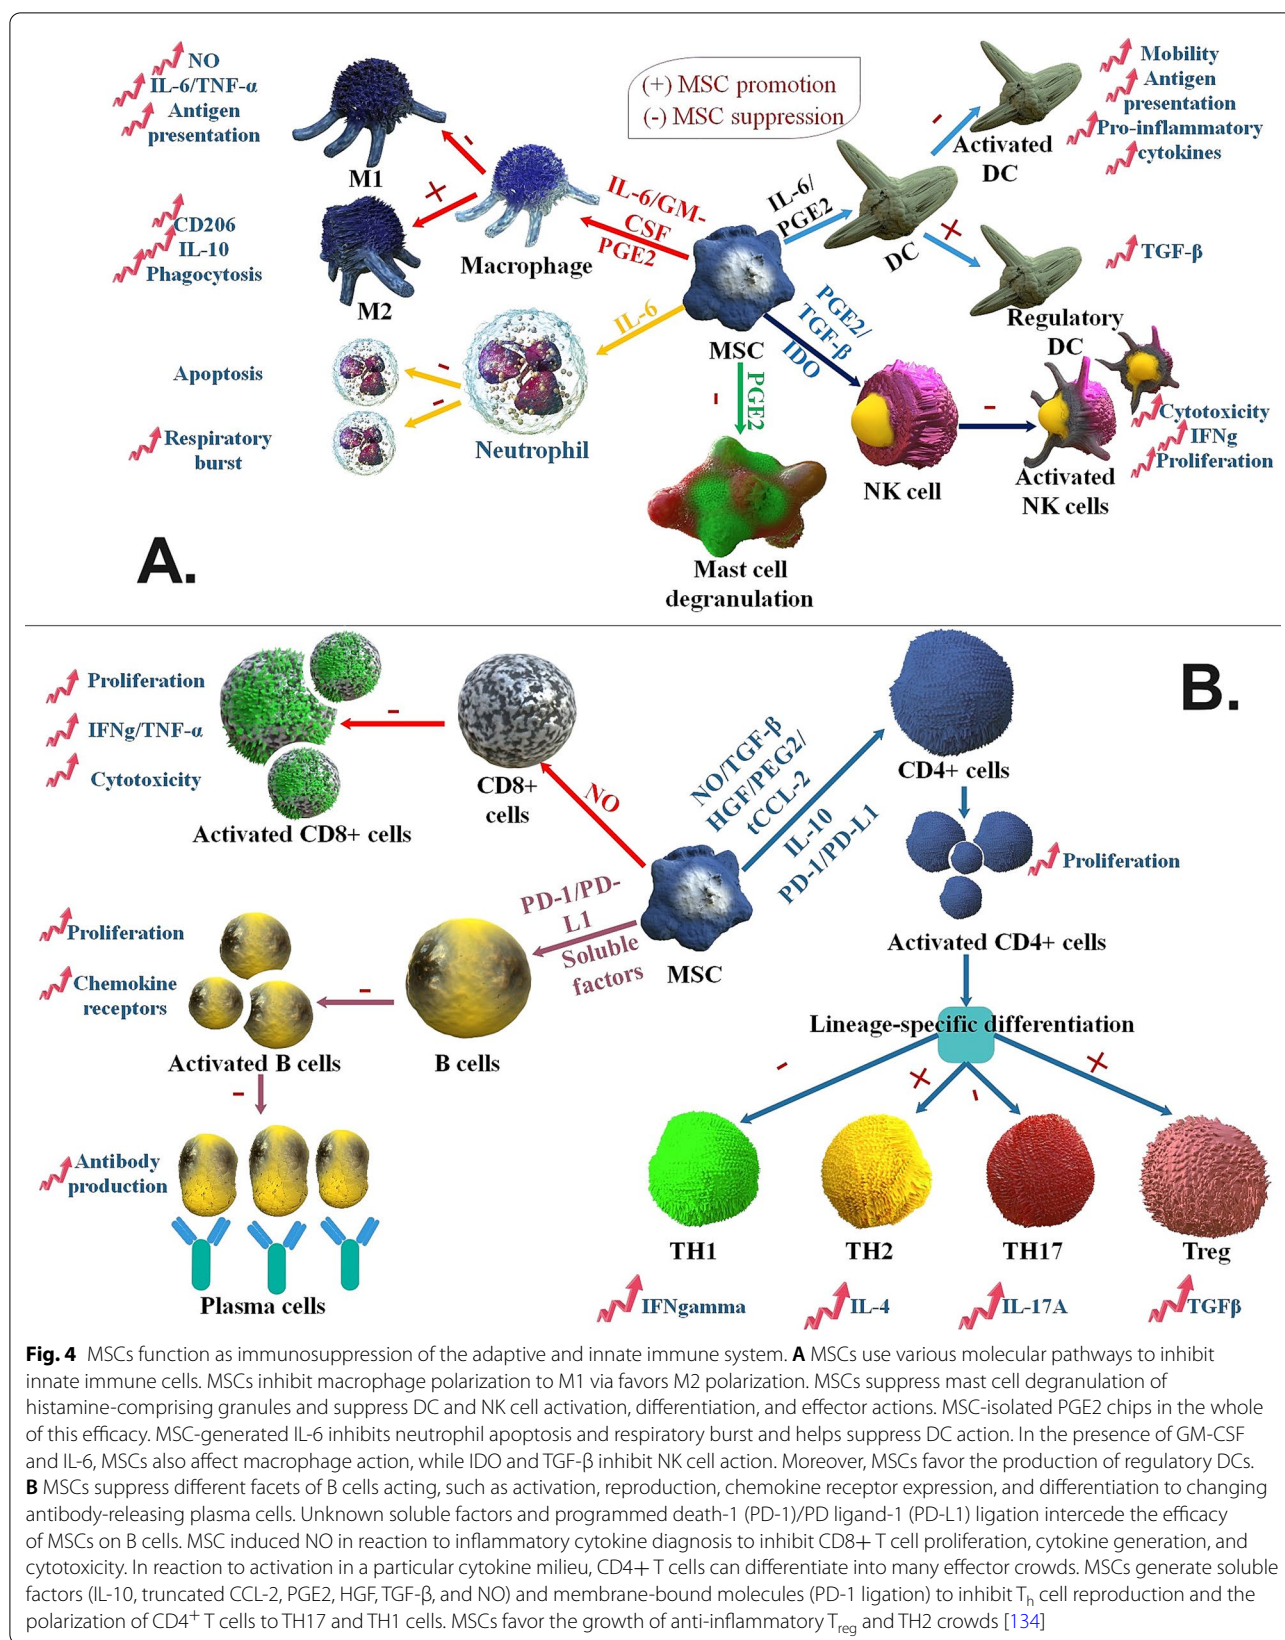 NO
IL-6/TNF-α
Antigen
presentation
M1
(+) MSC promotion
(-) MSC suppression
-
+
Macrophage
IL-6/GM-
CSF
PGE2
CD206
IL-10
Phagocytosis
M2
IL-6/
PGE2
DC
-
Activated
DC
Mobility
Antigen
presentation
Pro-inflammatory
cytokines
+
Regulatory
DC
TGF-β
MSC
IL-6
Neutrophil
-
-
Apoptosis
Respiratory
burst
-
PGE2
Mast cell
degranulation
PGE2/
TGF-β
IDO
NK cell
-
Activated
NK cells
Cytotoxicity
IFNg
Proliferation
A.
B.
Proliferation
IFNg/TNF-α
Cytotoxicity
Activated CD8+ cells
-
CD8+
cells
NO
NO/TGF-β
HGF/PEG2/
tCCL-2
IL-10
PD-1/PD-L1
CD4+ cells
Proliferation
Activated CD4+ cells
MSC
PD-1/PD-
L1
Soluble
factors
B cells
-
Proliferation
Chemokine
receptors
Activated B cells
-
Antibody
production
Plasma cells
Lineage-specific differentiation
-
+
-
+
TH1
TH2
TH17
Treg
IFNgamma
IL-4
IL-17A
TGFβ
Fig. 4 MSCs function as immunosuppression of the adaptive and innate immune system. A MSCs use various molecular pathways to inhibit
innate immune cells. MSCs inhibit macrophage polarization to M1 via favors M2 polarization. MSCs suppress mast cell degranulation of
histamine-comprising granules and suppress DC and NK cell activation, differentiation, and effector actions. MSC-isolated PGE2 chips in the whole
of this efficacy. MSC-generated IL-6 inhibits neutrophil apoptosis and respiratory burst and helps suppress DC action. In the presence of GM-CSF
and IL-6, MSCs also affect macrophage action, while IDO and TGF-β inhibit NK cell action. Moreover, MSCs favor the production of regulatory DCs.
B MSCs suppress different facets of B cells acting, such as activation, reproduction, chemokine receptor expression, and differentiation to changing
antibody-releasing plasma cells. Unknown soluble factors and programmed death-1 (PD-1)/PD ligand-1 (PD-L1) ligation intercede the efficacy
of MSCs on B cells. MSC induced NO in reaction to inflammatory cytokine diagnosis to inhibit CD8+ T cell proliferation, cytokine generation, and
cytotoxicity. In reaction to activation in a particular cytokine milieu, CD4+ T cells can differentiate into many effector crowds. MSCs generate soluble
factors (IL-10, truncated CCL-2, PGE2, HGF, TGF-β, and NO) and membrane-bound molecules (PD-1 ligation) to inhibit Th cell reproduction and the
polarization of CD4+ T cells to TH17 and TH1 cells. MSCs favor the growth of anti-inflammatory Treg and TH2 crowds [134]